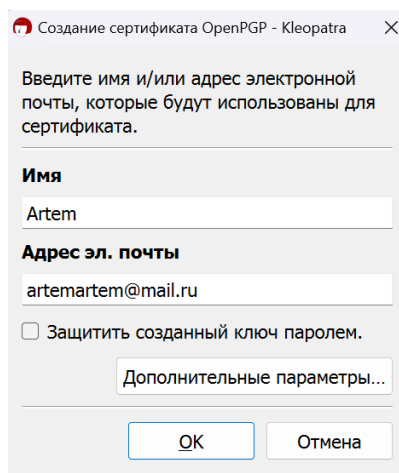 Создание сертификата OpenPGP - Kleopatra
Введите имя и/или адрес электронной
почты, которые будут использованы для
сертификата.
Имя
Artem
Адрес эл. почты
artemartem@mail.ru
Защитить созданный ключ паролем.
Дополнительные параметры...
OK
Отмена